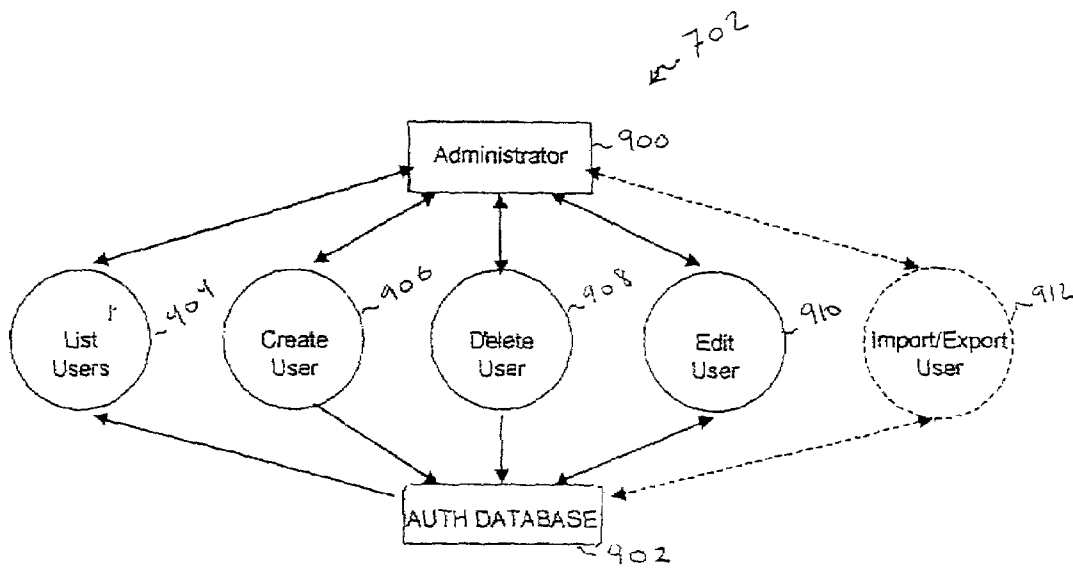 702
Administrator
900
List
Users
904
Create
User
906
Delete
User
908
Edit
User
910
Import/Export
User
912
AUTH DATABASE
902